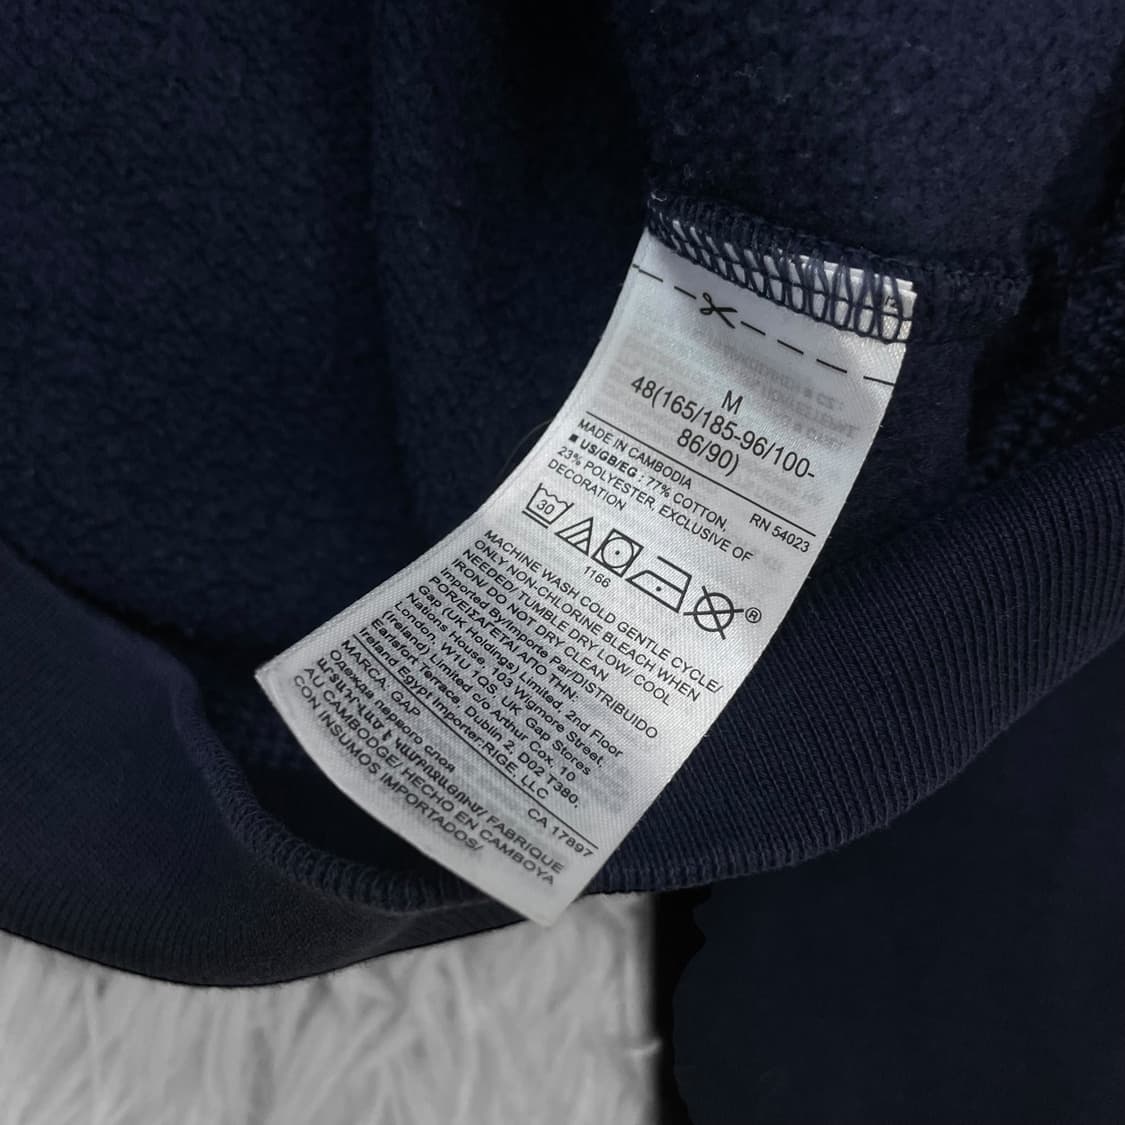 M
48(165/185-96/100-
86/90)
MADE IN CAMBODIA RN 54023
■ US/GB/EG : 77% COTTON,
23% POLYESTER, EXCLUSIVE OF
DECORATION
30
1166
®
MACHINE WASH COLD GENTLE CYCLE/
ONLY NON-CHLORINE BLEACH WHEN
NEEDED/ TUMBLE DRY LOW/ COOL
IRON/ DO NOT DRY CLEAN
Imported By/Importe Par/DISTRIBUIDO
POR/ΕΙΣΑΓΕΤΑΙ ΑΠΟ ΤΗΝ:
Gap (UK Holdings) Limited, 2nd Floor
Nations House, 103 Wigmore Street,
London, W1U 1QS, UK, Gap Stores
(Ireland) Limited c/o Arthur Cox, 10
Earlsfort Terrace, Dublin 2, D02 T380,
Ireland Egypt Importer:RIGE, LLC
MARCA: GAP CA 17897
Одежда первого слоя
FABRIQUE
AU CAMBODGE/ HECHO EN CAMBOYA
CON INSUMOS IMPORTADOS/